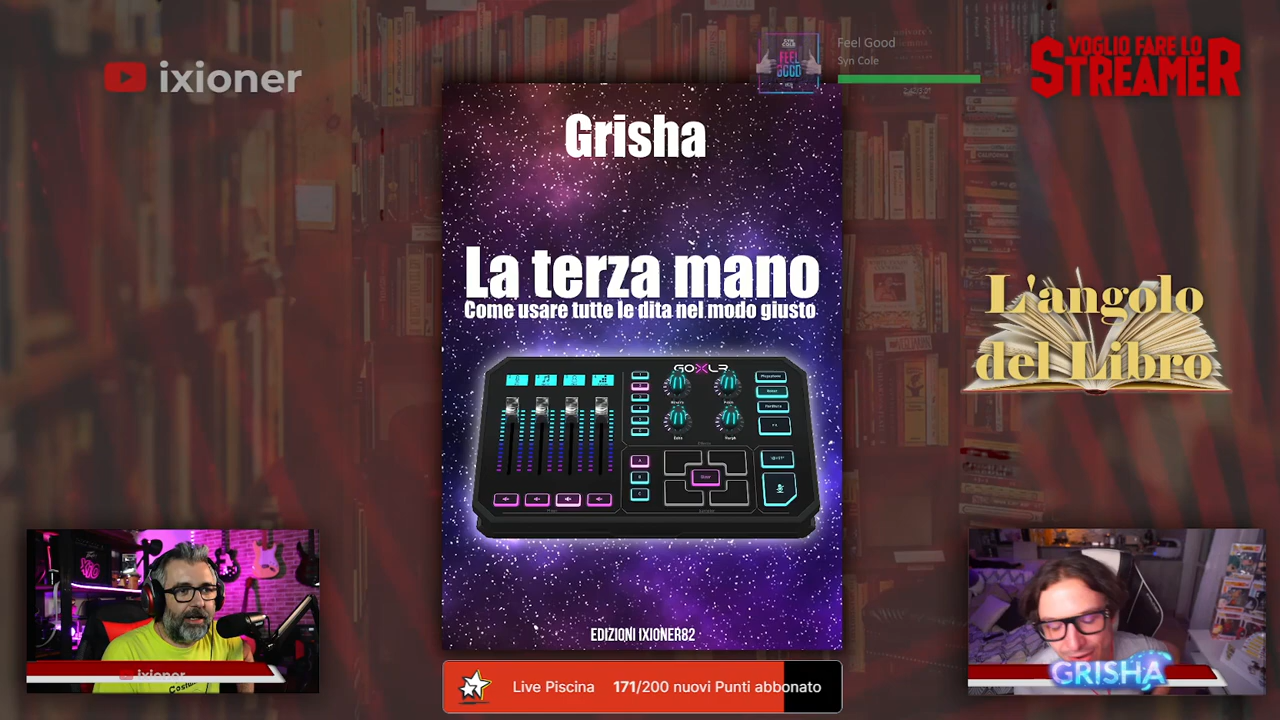 ixioner
Feel Good
Syn Cole
VOGLIO FARE LO
STREAMER
Grisha
La terza mano
Come usare tutte le dita nel modo giusto
GOXLR
EDIZIONI IXIONER82
L'angolo
del Libro
ixioner
GRISHA
Live Piscina 171/200 nuovi Punti abbonato